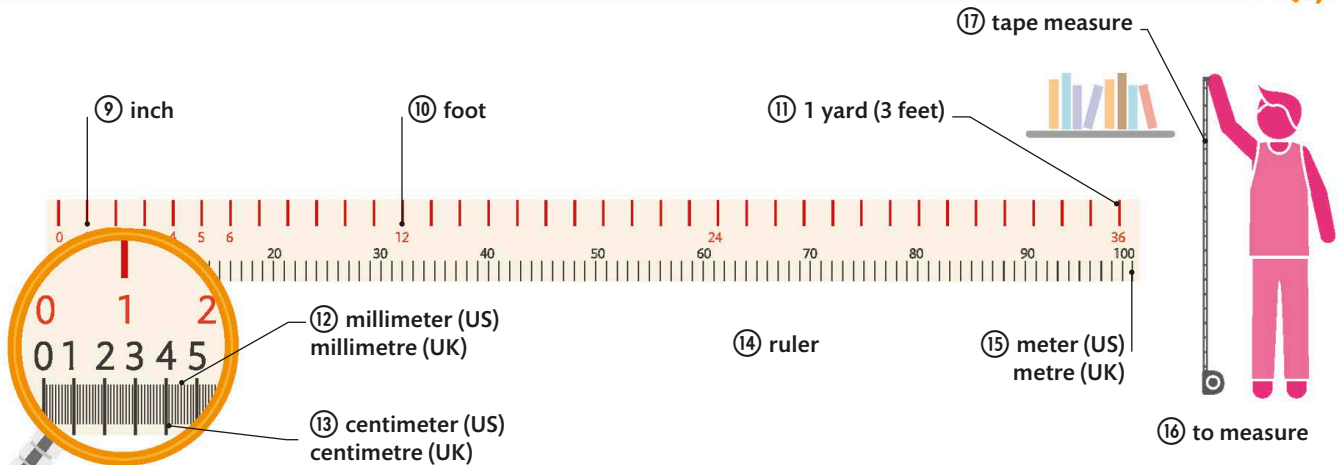 ⑰ tape measure
⑨ inch
⑩ foot
⑪ 1 yard (3 feet)
0 4 5 6 12 24 36
20 30 40 50 60 70 80 90 100
0 1 2
0 1 2 3 4 5
⑫ millimeter (US)
millimetre (UK)
⑭ ruler
⑮ meter (US)
metre (UK)
⑬ centimeter (US)
centimetre (UK)
⑯ to measure